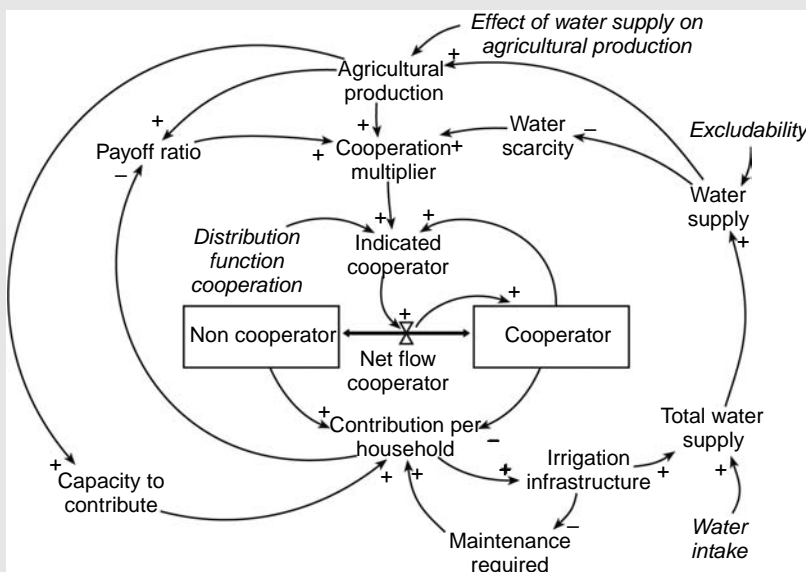 Effect of water supply on
agricultural production
+
Agricultural
production
+
+
+
Payoff ratio
–
+
Cooperation
multiplier
+
Water
scarcity
–
Excludability
Water
supply
+
Distribution
function
cooperation
+
+
+
Indicated
cooperator
+
+
Non cooperator
Net flow
cooperator
Cooperator
+
Contribution per
household
–
+
+
+
Irrigation
infrastructure
+
Total water
supply
+
+
Capacity to
contribute
–
Maintenance
required
Water
intake